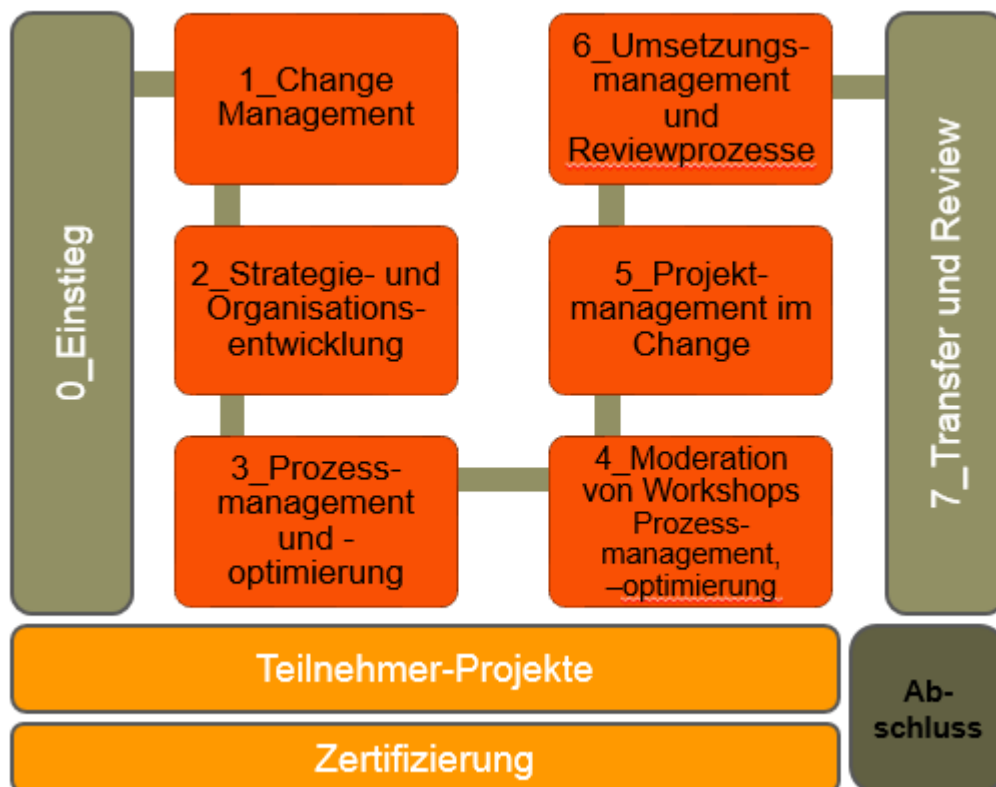 0_Einstieg
1_Change
Management
2_Strategie- und
Organisations-
entwicklung
3_Prozess-
management
und -
optimierung
4_Moderation
von Workshops
Prozess-
management,
–optimierung
5_Projekt-
management im
Change
6_Umsetzungs-
management
und
Reviewprozesse
7_Transfer und Review
Teilnehmer-Projekte
Zertifizierung
Ab-
schluss